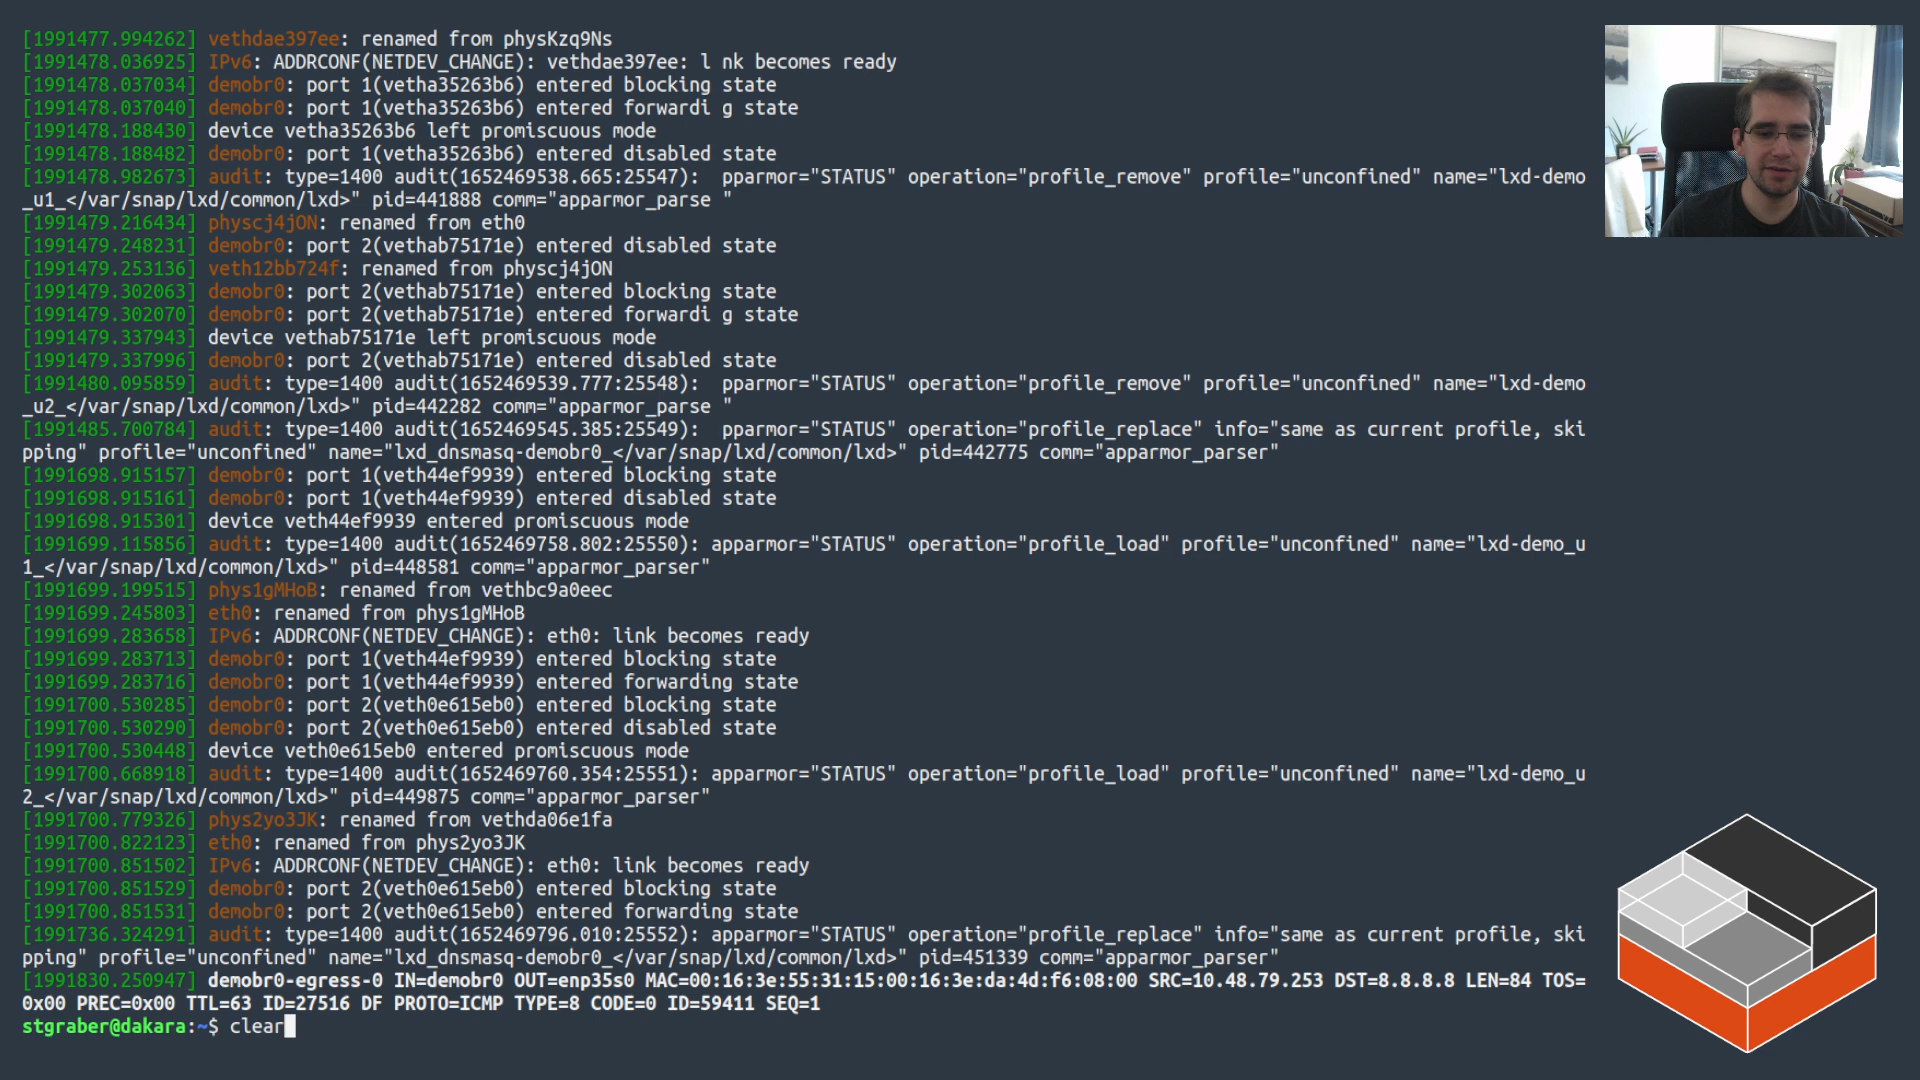 [1991477.994262] vethdae397ee: renamed from physKzq9Ns
[1991478.036925] IPv6: ADDRCONF(NETDEV_CHANGE): vethdae397ee: l nk becomes ready
[1991478.037034] demobr0: port 1(vetha35263b6) entered blocking state
[1991478.037040] demobr0: port 1(vetha35263b6) entered forwardi g state
[1991478.188430] device vetha35263b6 left promiscuous mode
[1991478.188482] demobr0: port 1(vetha35263b6) entered disabled state
[1991478.982673] audit: type=1400 audit(1652469538.665:25547):  pparmor="STATUS" operation="profile_remove" profile="unconfined" name="lxd-demo
_u1_</var/snap/lxd/common/lxd>" pid=441888 comm="apparmor_parse "
[1991479.216434] physcj4jON: renamed from eth0
[1991479.248231] demobr0: port 2(vethab75171e) entered disabled state
[1991479.253136] veth12bb724f: renamed from physcj4jON
[1991479.302063] demobr0: port 2(vethab75171e) entered blocking state
[1991479.302070] demobr0: port 2(vethab75171e) entered forwardi g state
[1991479.337943] device vethab75171e left promiscuous mode
[1991479.337996] demobr0: port 2(vethab75171e) entered disabled state
[1991480.095859] audit: type=1400 audit(1652469539.777:25548):  pparmor="STATUS" operation="profile_remove" profile="unconfined" name="lxd-demo
_u2_</var/snap/lxd/common/lxd>" pid=442282 comm="apparmor_parse "
[1991485.700784] audit: type=1400 audit(1652469545.385:25549):  pparmor="STATUS" operation="profile_replace" info="same as current profile, ski
pping" profile="unconfined" name="lxd_dnsmasq-demobr0_</var/snap/lxd/common/lxd>" pid=442775 comm="apparmor_parser"
[1991698.915157] demobr0: port 1(veth44ef9939) entered blocking state
[1991698.915161] demobr0: port 1(veth44ef9939) entered disabled state
[1991698.915301] device veth44ef9939 entered promiscuous mode
[1991699.115856] audit: type=1400 audit(1652469758.802:25550): apparmor="STATUS" operation="profile_load" profile="unconfined" name="lxd-demo_u
1_</var/snap/lxd/common/lxd>" pid=448581 comm="apparmor_parser"
[1991699.199515] phys1gMHoB: renamed from vethbc9a0eec
[1991699.245803] eth0: renamed from phys1gMHoB
[1991699.283658] IPv6: ADDRCONF(NETDEV_CHANGE): eth0: link becomes ready
[1991699.283713] demobr0: port 1(veth44ef9939) entered blocking state
[1991699.283716] demobr0: port 1(veth44ef9939) entered forwarding state
[1991700.530285] demobr0: port 2(veth0e615eb0) entered blocking state
[1991700.530290] demobr0: port 2(veth0e615eb0) entered disabled state
[1991700.530448] device veth0e615eb0 entered promiscuous mode
[1991700.668918] audit: type=1400 audit(1652469760.354:25551): apparmor="STATUS" operation="profile_load" profile="unconfined" name="lxd-demo_u
2_</var/snap/lxd/common/lxd>" pid=449875 comm="apparmor_parser"
[1991700.779326] phys2yo3JK: renamed from vethda06e1fa
[1991700.822123] eth0: renamed from phys2yo3JK
[1991700.851502] IPv6: ADDRCONF(NETDEV_CHANGE): eth0: link becomes ready
[1991700.851529] demobr0: port 2(veth0e615eb0) entered blocking state
[1991700.851531] demobr0: port 2(veth0e615eb0) entered forwarding state
[1991736.324291] audit: type=1400 audit(1652469796.010:25552): apparmor="STATUS" operation="profile_replace" info="same as current profile, ski
pping" profile="unconfined" name="lxd_dnsmasq-demobr0_</var/snap/lxd/common/lxd>" pid=451339 comm="apparmor_parser"
[1991830.250947] demobr0-egress-0 IN=demobr0 OUT=enp35s0 MAC=00:16:3e:55:31:15:00:16:3e:da:4d:f6:08:00 SRC=10.48.79.253 DST=8.8.8.8 LEN=84 TOS=
0x00 PREC=0x00 TTL=63 ID=27516 DF PROTO=ICMP TYPE=8 CODE=0 ID=59411 SEQ=1
stgraber@dakara:~$ clear